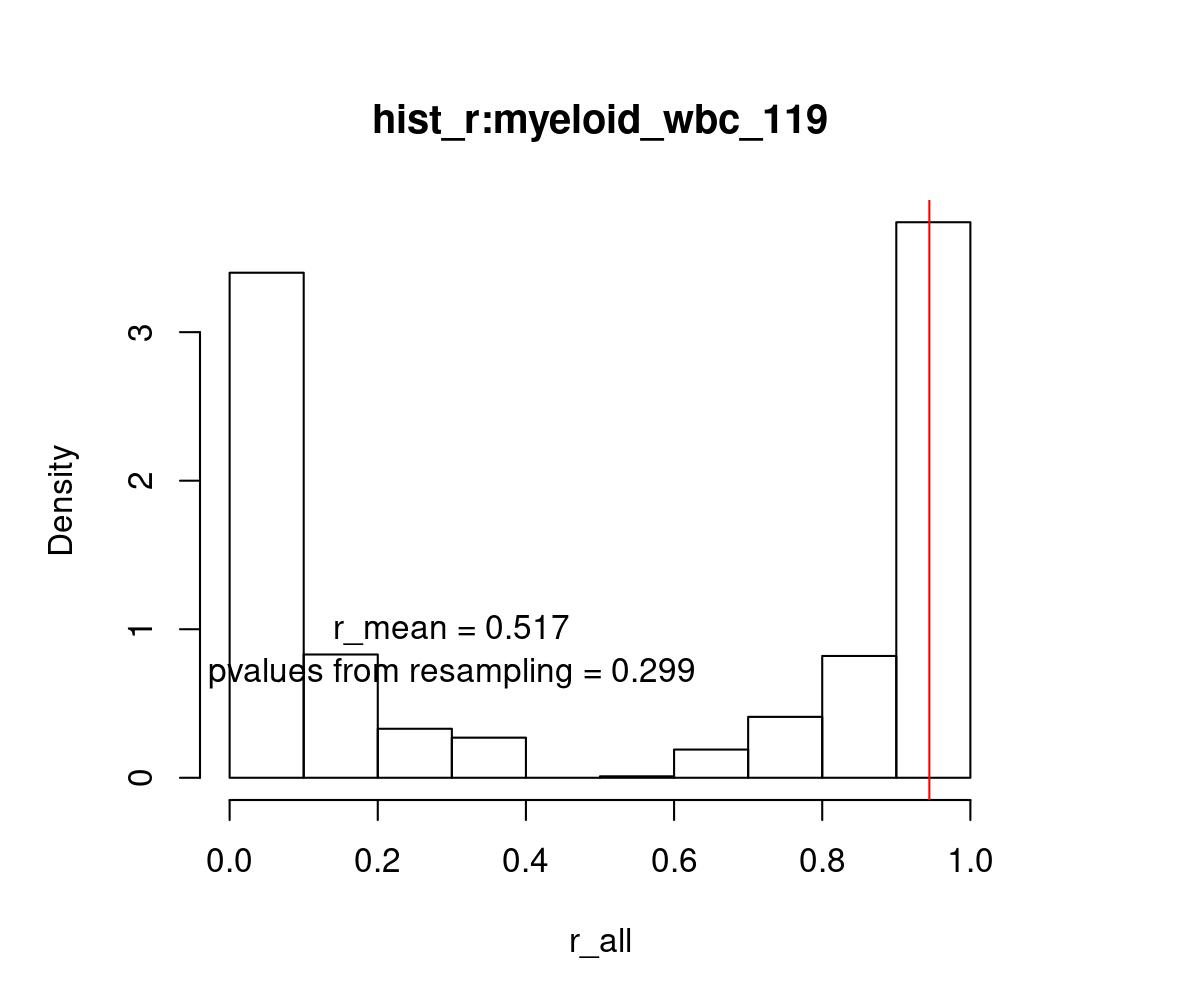 hist_r:myeloid_wbc_119
3
2
1
0
Density
r_mean = 0.517
pvalues from resampling = 0.299
0.0 0.2 0.4 0.6 0.8 1.0
r_all